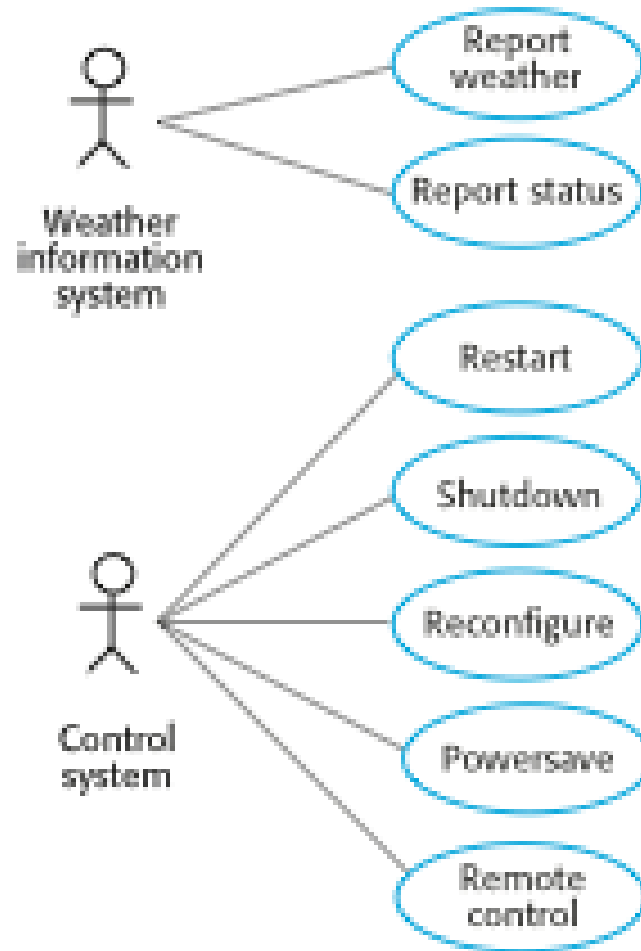 Report
weather
Report status
Weather
information
system
Restart
Shutdown
Reconfigure
Control
system
Powersave
Remote
control